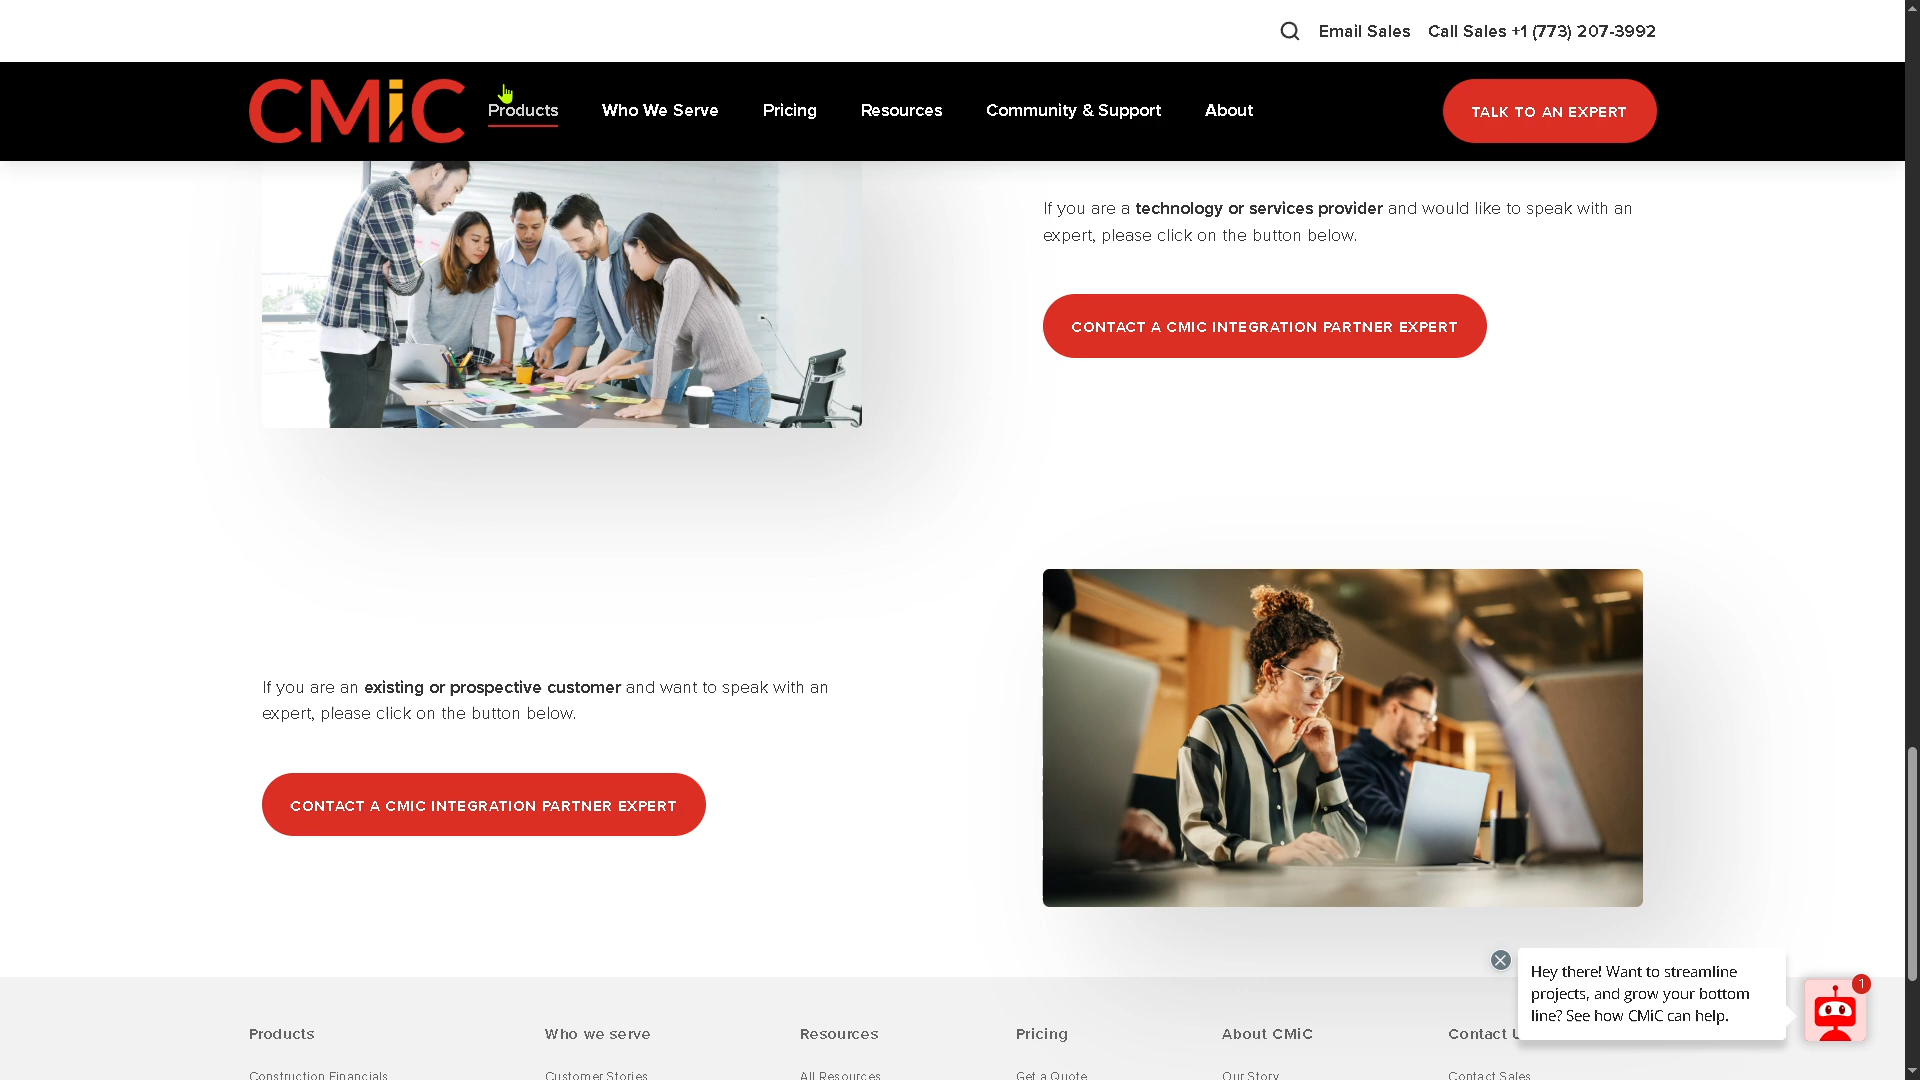 Email Sales Call Sales +1 (773) 207-3992
CMiC
Products Who We Serve Pricing Resources Community & Support About
TALK TO AN EXPERT
If you are a technology or services provider and would like to speak with an
expert, please click on the button below.
CONTACT A CMIC INTEGRATION PARTNER EXPERT
If you are an existing or prospective customer and want to speak with an
expert, please click on the button below.
CONTACT A CMIC INTEGRATION PARTNER EXPERT
Hey there! Want to streamline
projects, and grow your bottom
line? See how CMiC can help.
1
Products Who we serve Resources Pricing About CMiC Contact
Construction Financials Customer Stories All Resources Get a Quote Our Story Contact Sales